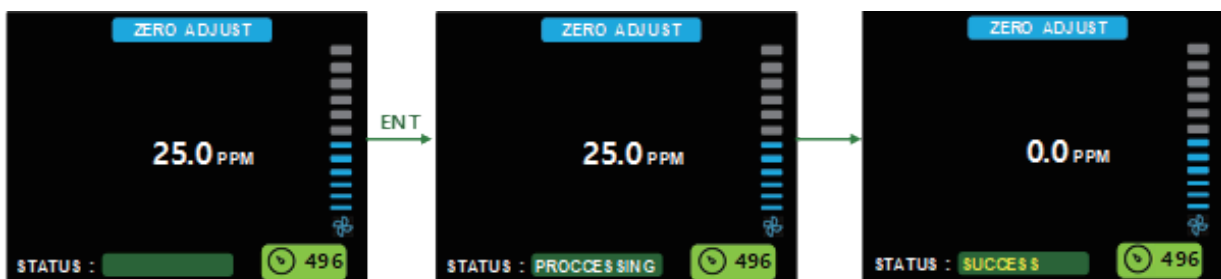 ZERO ADJUST
25.0 PPM
STATUS :
496
ENT
ZERO ADJUST
25.0 PPM
STATUS : PROCCESSING
496
ZERO ADJUST
0.0 PPM
STATUS : SUCCESS
496